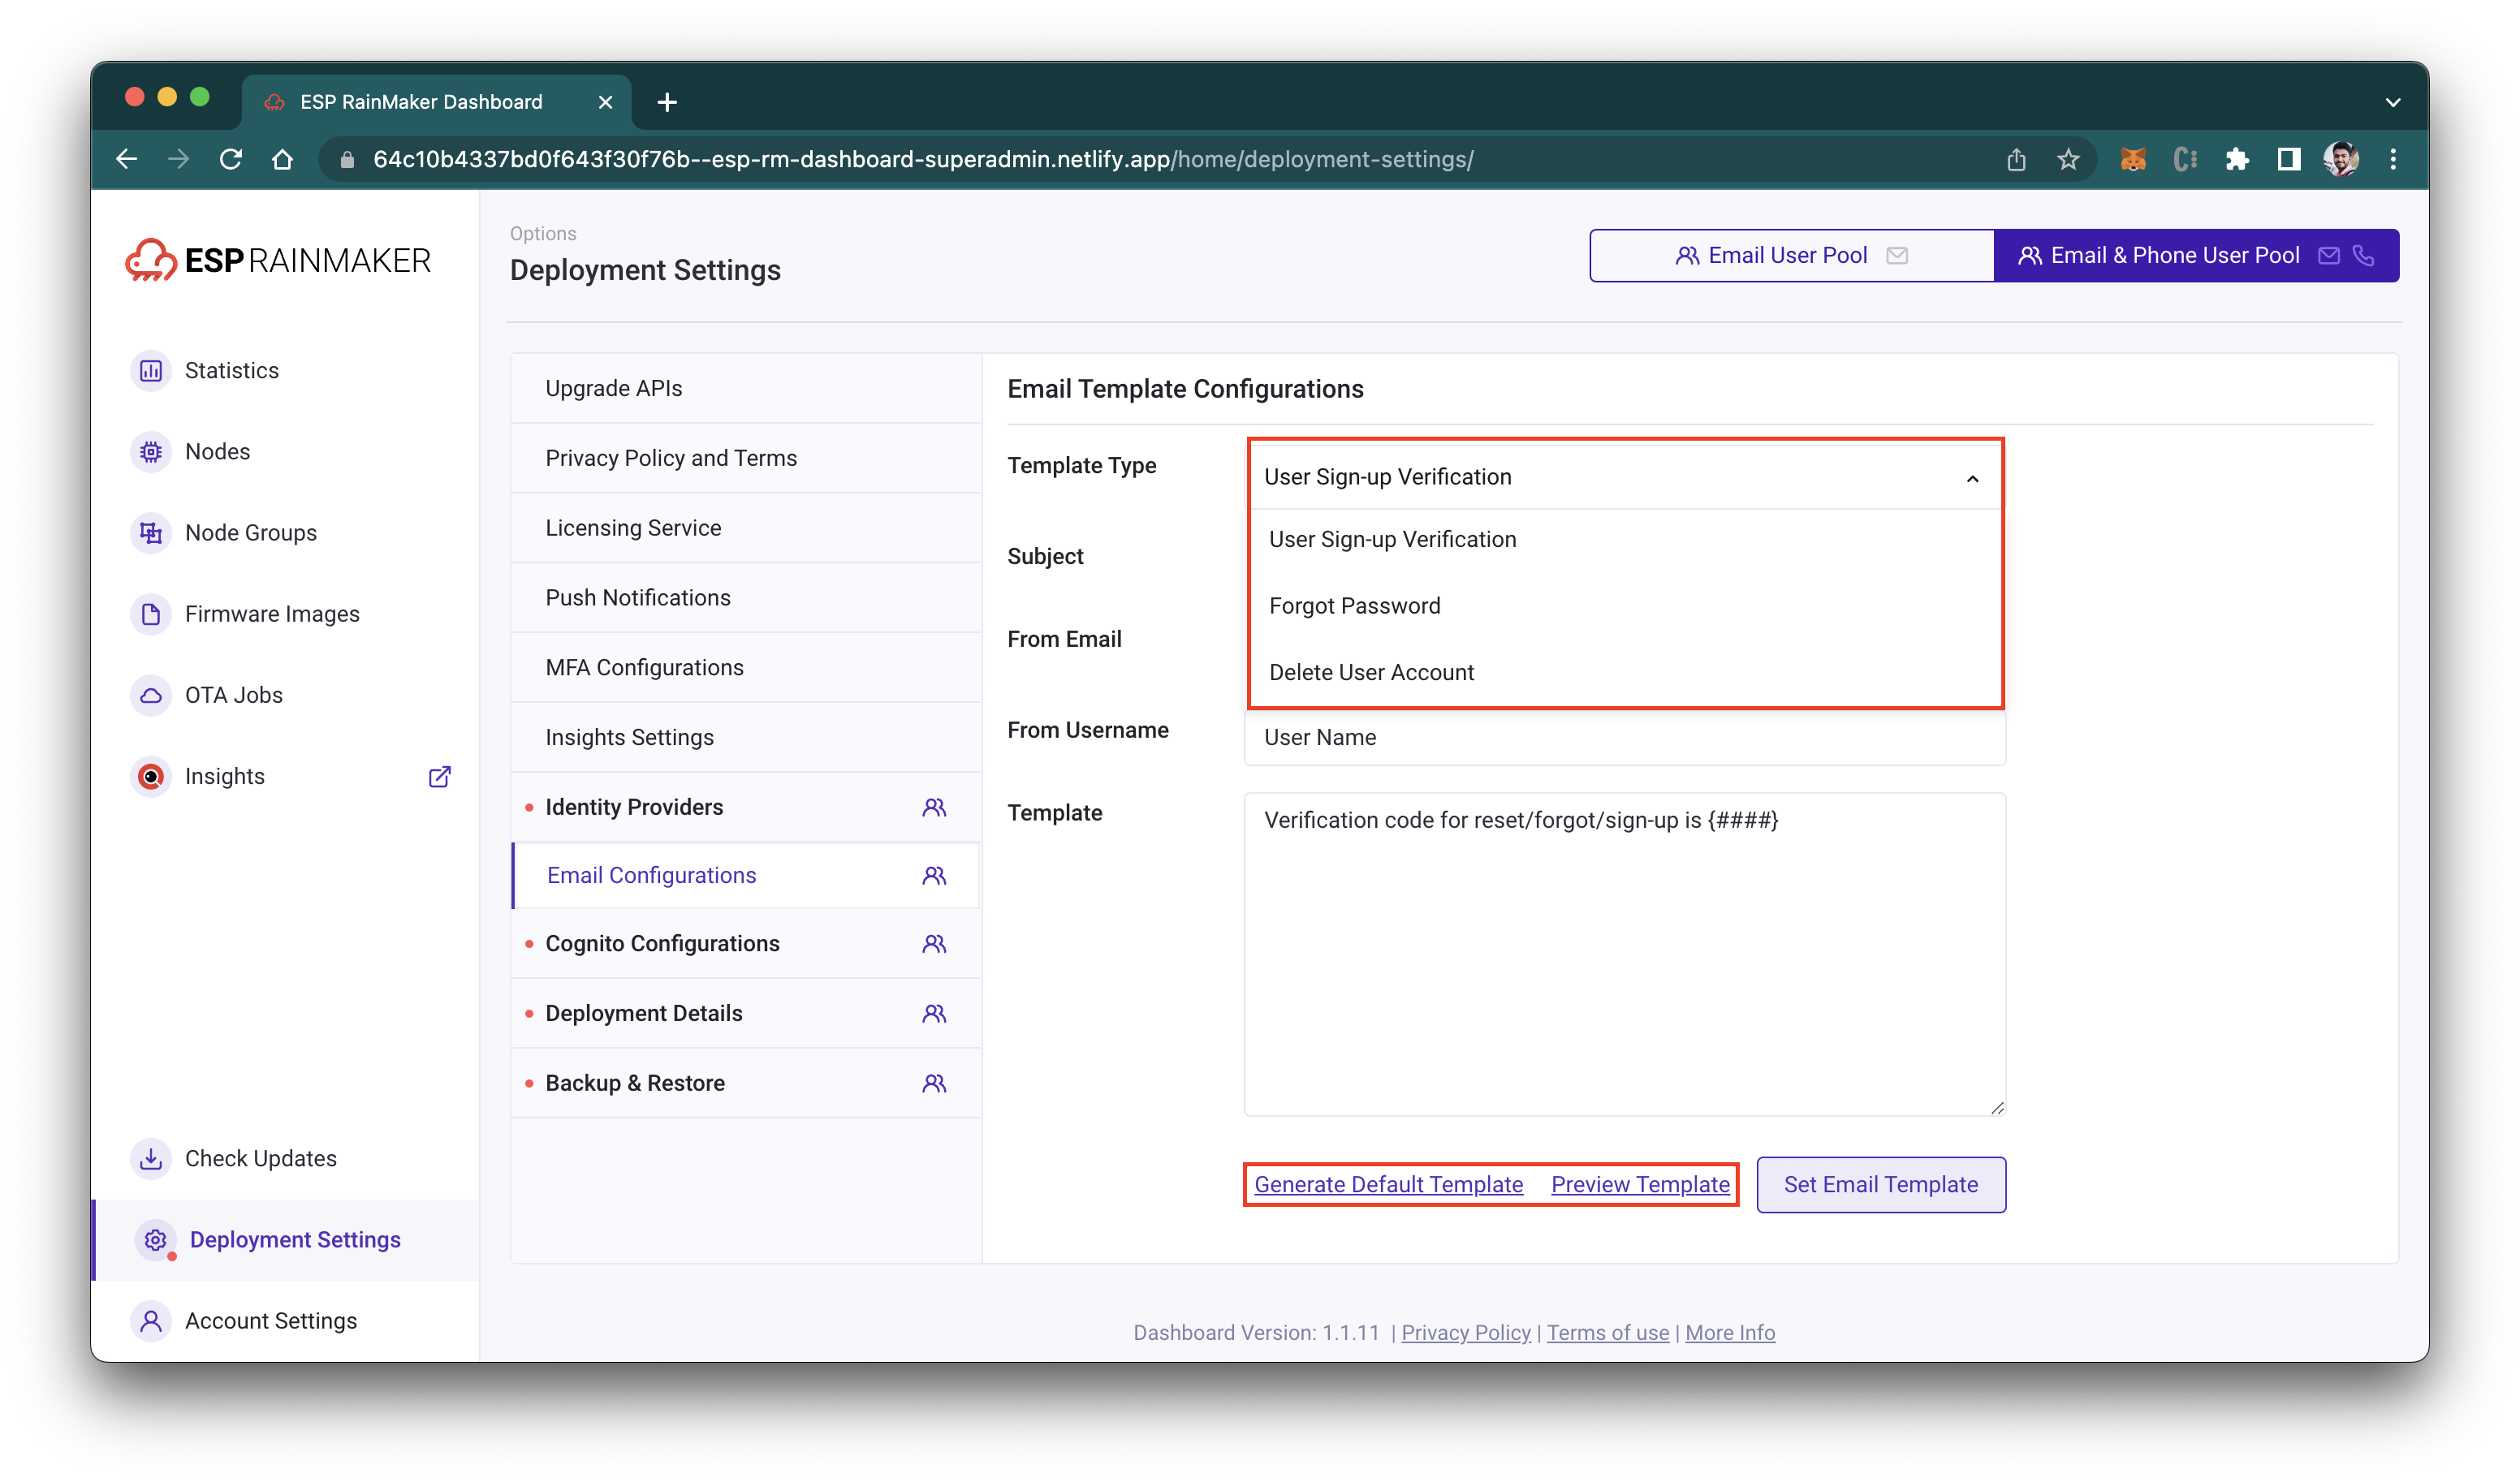 ESP RainMaker Dashboard
64c10b4337bd0f643f30f76b--esp-rm-dashboard-superadmin.netlify.app/home/deployment-settings/
ESP RAINMAKER
Statistics
Nodes
Node Groups
Firmware Images
OTA Jobs
Insights
Check Updates
Deployment Settings
Account Settings
Options
Deployment Settings
Email User Pool
Email & Phone User Pool
Upgrade APIs
Privacy Policy and Terms
Licensing Service
Push Notifications
MFA Configurations
Insights Settings
Identity Providers
Email Configurations
Cognito Configurations
Deployment Details
Backup & Restore
Email Template Configurations
Template Type
User Sign-up Verification
User Sign-up Verification
Forgot Password
Delete User Account
Subject
From Email
From Username
User Name
Template
Verification code for reset/forgot/sign-up is {####}
Generate Default Template
Preview Template
Set Email Template
Dashboard Version: 1.1.11 | Privacy Policy | Terms of use | More Info